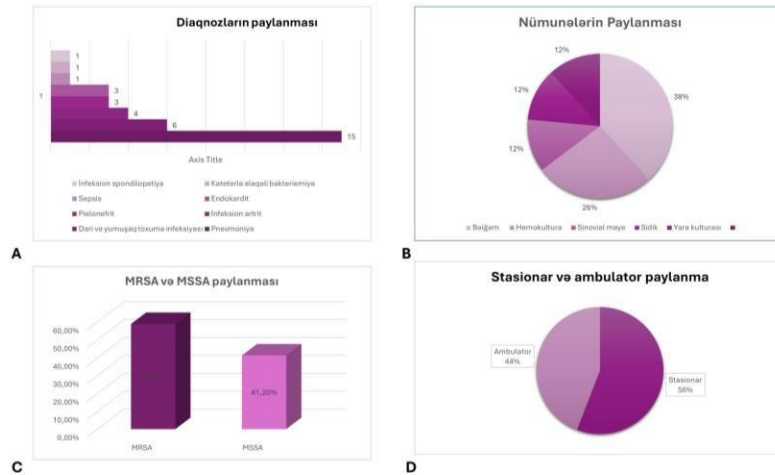 Diaqnozların paylanması
1
1
1
3
1
3
4
6
15
Axis Title
İnfeksion spondilopatiya
Kateterlə əlaqəli bakteriemiya
Sepsis
Endokardit
Pielonefrit
İnfeksion artrit
Dəri və yumuşaq toxuma infeksiyası
Pnevmoniya
A
Nümunələrin Paylanması
12%
12%
38%
12%
26%
Bəlğəm
Hemokultura
Sinovial maye
Sidik
Yara kulturası
B
MRSA və MSSA paylanması
60,00%
50,00%
40,00%
30,00%
20,00%
10,00%
0,00%
41,20%
MRSA
MSSA
C
Stasionar və ambulator paylanma
Ambulator
44%
Stasionar
56%
D